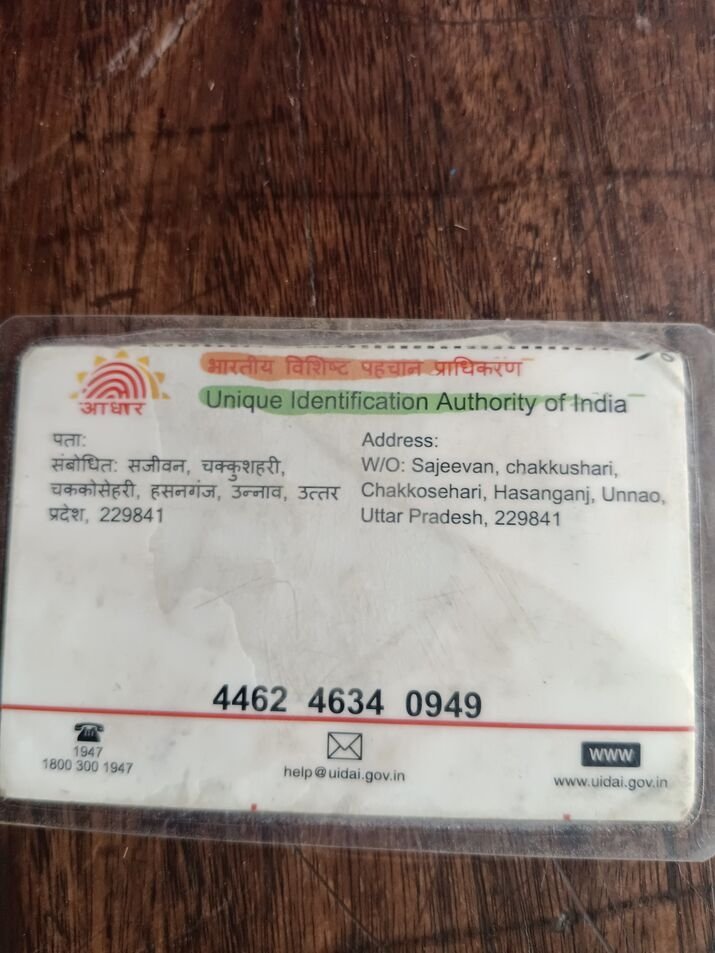 भारतीय विशिष्ट पहचान प्राधिकरण
आधार
Unique Identification Authority of India
पता:
संबोधित: सजीवन, चक्कुशहरी,
चककोसेहरी, हसनगंज, उन्नाव, उत्तर
प्रदेश, 229841
Address:
W/O: Sajeevan, chakkushari,
Chakkosehari, Hasanganj, Unnao,
Uttar Pradesh, 229841
4462 4634 0949
1947
1800 300 1947
help@uidai.gov.in
WWW
www.uidai.gov.in